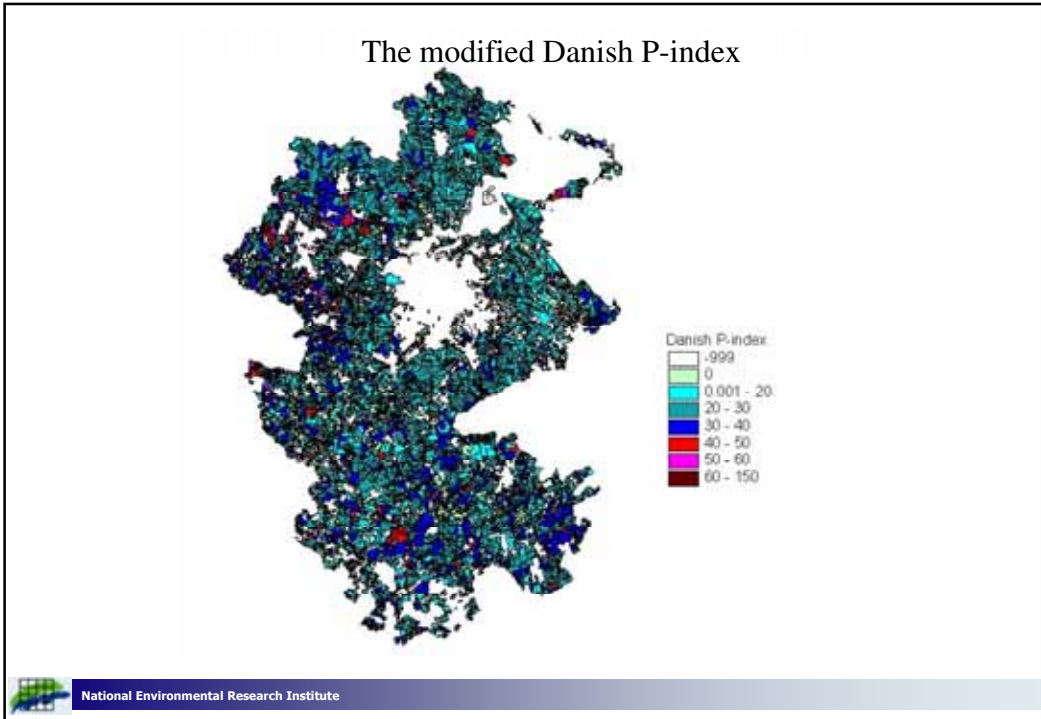 The modified Danish P-index
Danish P-index
-999
0
0.001 - 20
20 - 30
30 - 40
40 - 50
50 - 60
60 - 150
National Environmental Research Institute